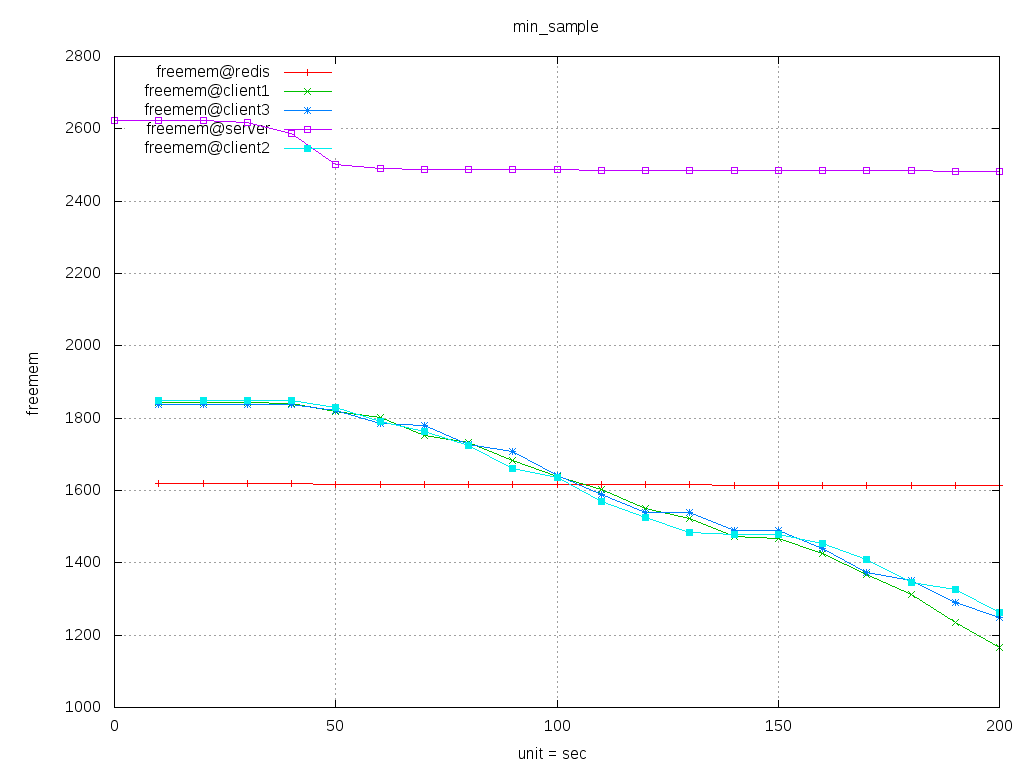 min_sample
freemem@redis
freemem@client1
freemem@client3
freemem@server
freemem@client2
2800
2600
2400
2200
2000
1800
1600
1400
1200
1000
freemem
0 50 100 150 200
unit = sec